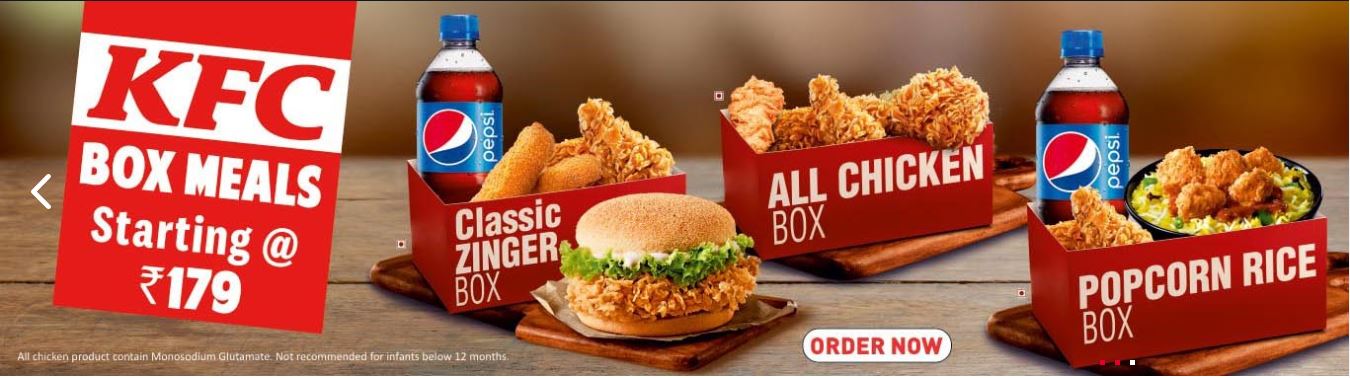 KFC
BOX MEALS
Starting @
₹179
pepsi
Classic
ZINGER
BOX
ALL CHICKEN
BOX
pepsi
POPCORN RICE
BOX
ORDER NOW
All chicken product contain Monosodium Glutamate. Not recommended for infants below 12 months.